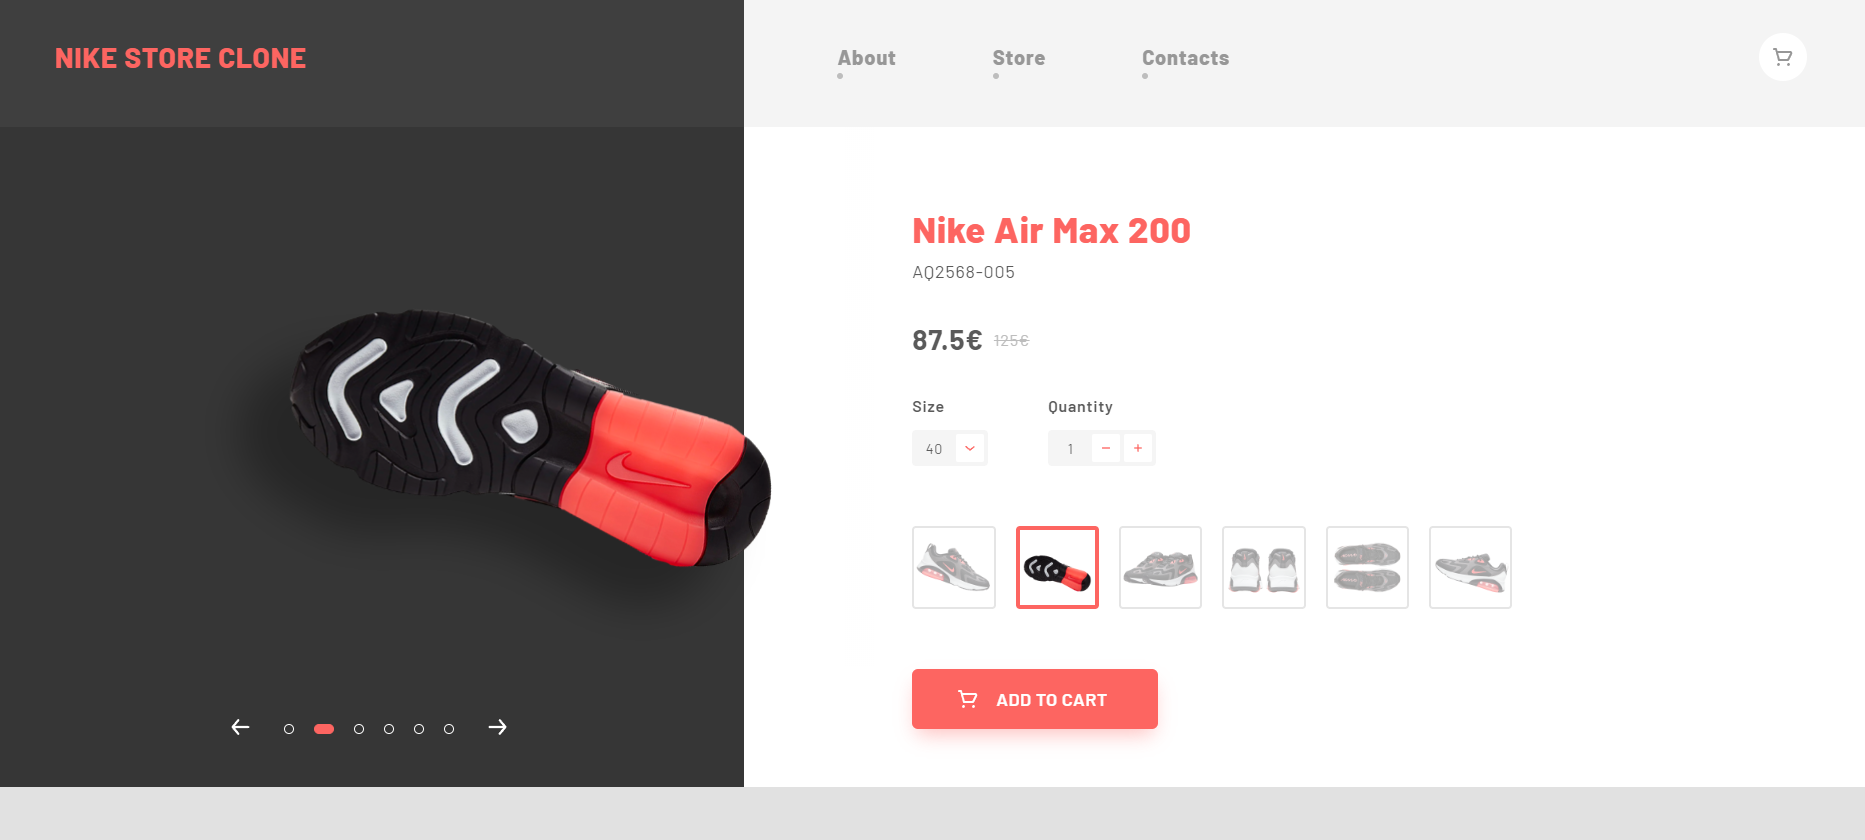 NIKE STORE CLONE
About Store Contacts
Nike Air Max 200
AQ2568-005
87.5€ 125€
Size Quantity
40 1
ADD TO CART